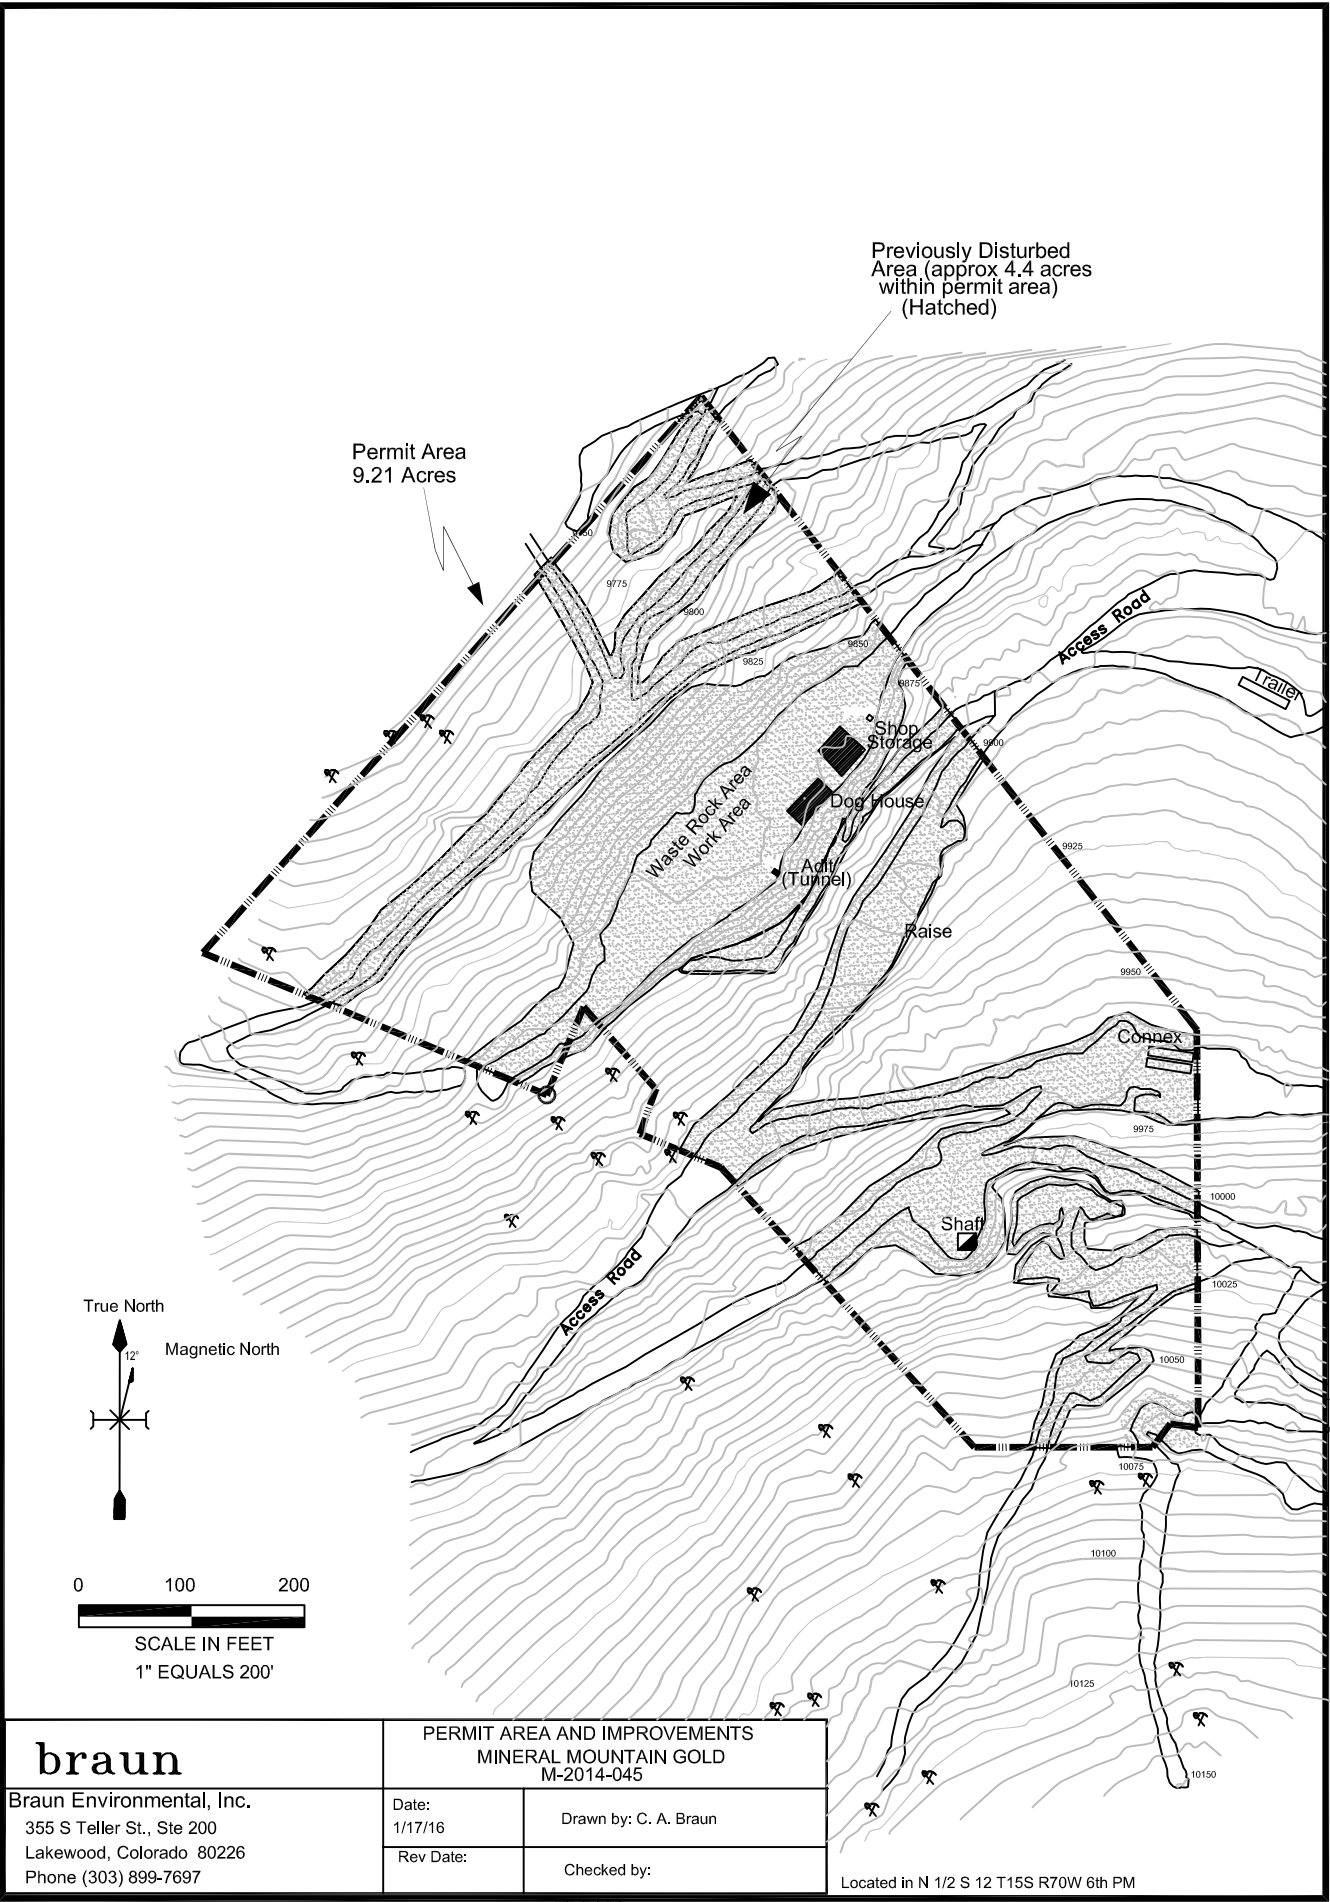 Previously Disturbed
Area (approx 4.4 acres
within permit area)
(Hatched)
Permit Area
9.21 Acres
9750
9775
9800
9825
9850
9875
Access Road
Trailer
Shop
Storage
9900
Waste Rock Area
Work Area
Dog House
Adit
(Tunnel)
9925
Raise
9950
Connex
9975
10000
Shaft
10025
Access Road
10050
10075
10100
10125
10150
True North
12°
Magnetic North
0 100 200
SCALE IN FEET
1" EQUALS 200'
braun
Braun Environmental, Inc.
355 S Teller St., Ste 200
Lakewood, Colorado 80226
Phone (303) 899-7697
PERMIT AREA AND IMPROVEMENTS
MINERAL MOUNTAIN GOLD
M-2014-045
Date:
1/17/16
Drawn by: C. A. Braun
Rev Date:
Checked by:
Located in N 1/2 S 12 T15S R70W 6th PM